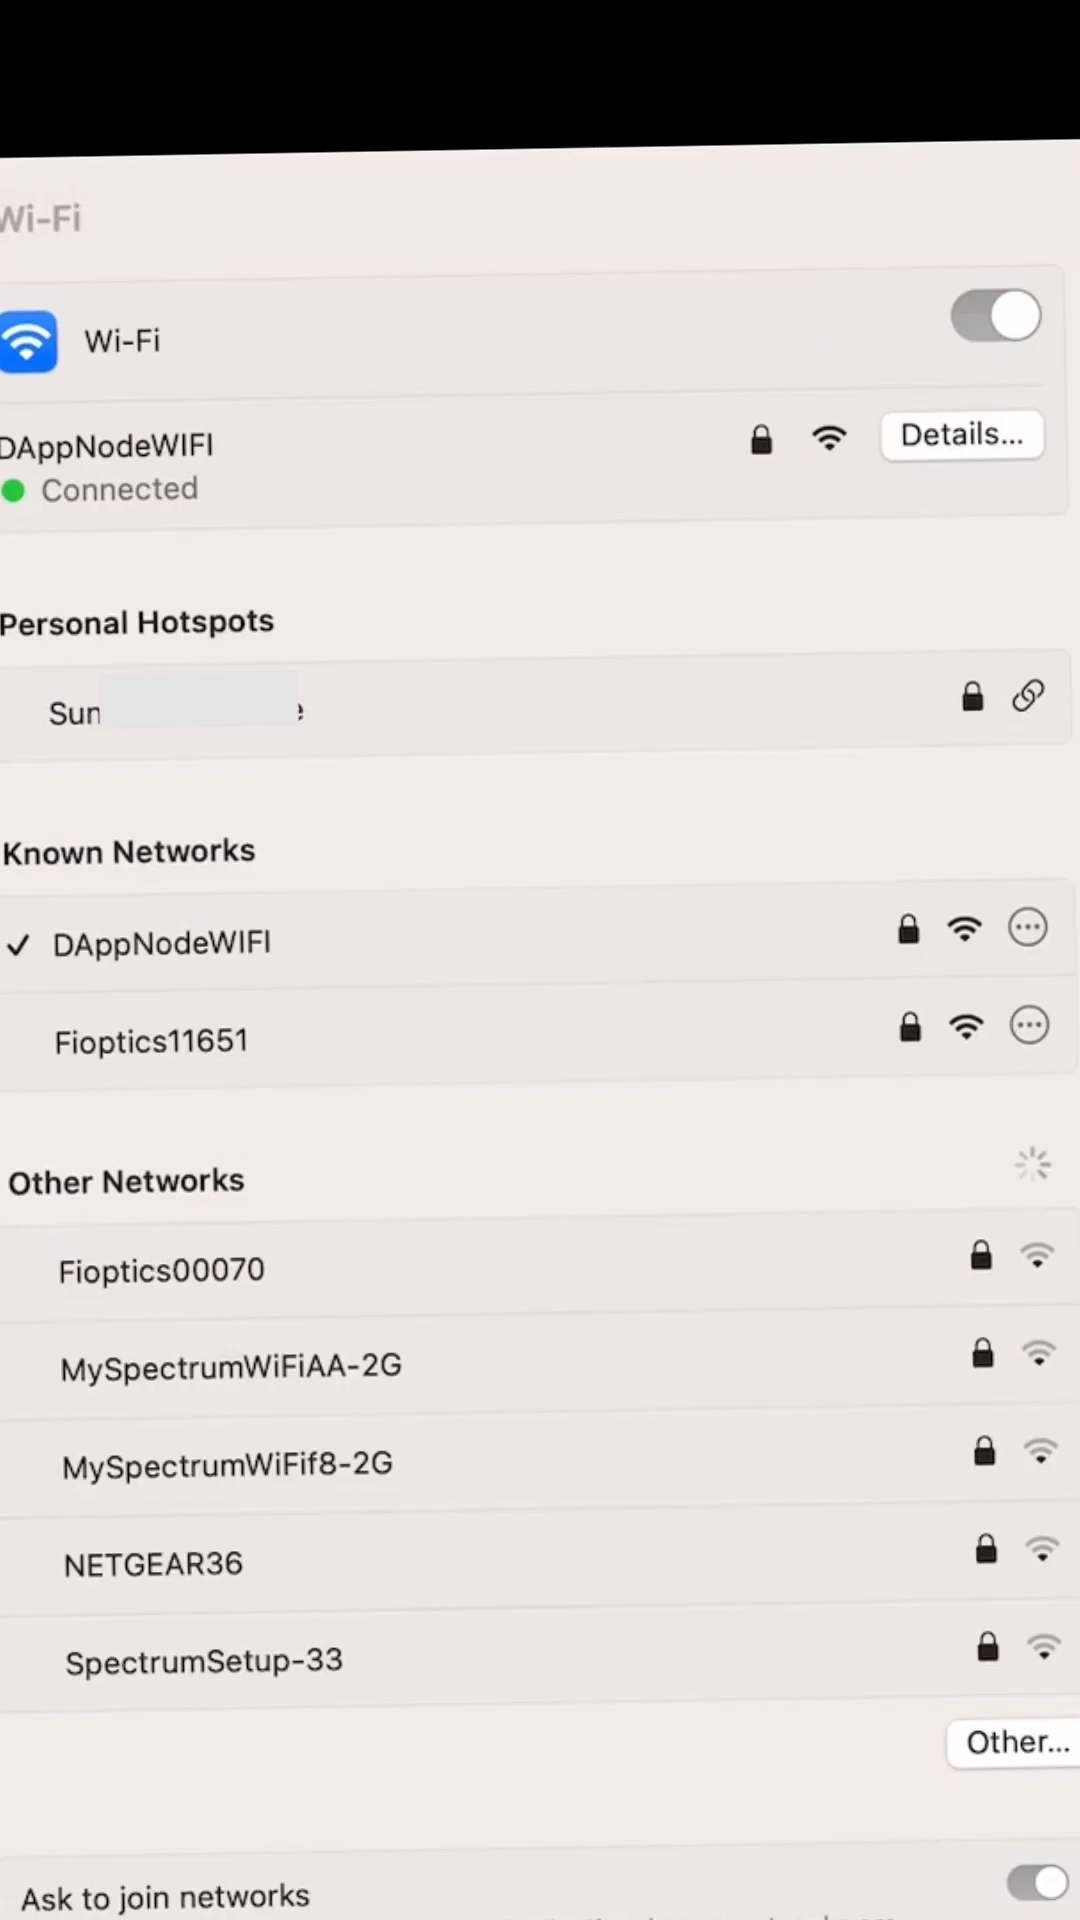 Wi-Fi
Wi-Fi
DAppNodeWIFI
Details...
Connected
Personal Hotspots
Sun
Known Networks
DAppNodeWIFI
Fioptics11651
Other Networks
Fioptics00070
MySpectrumWiFiAA-2G
MySpectrumWiFif8-2G
NETGEAR36
SpectrumSetup-33
Other...
Ask to join networks